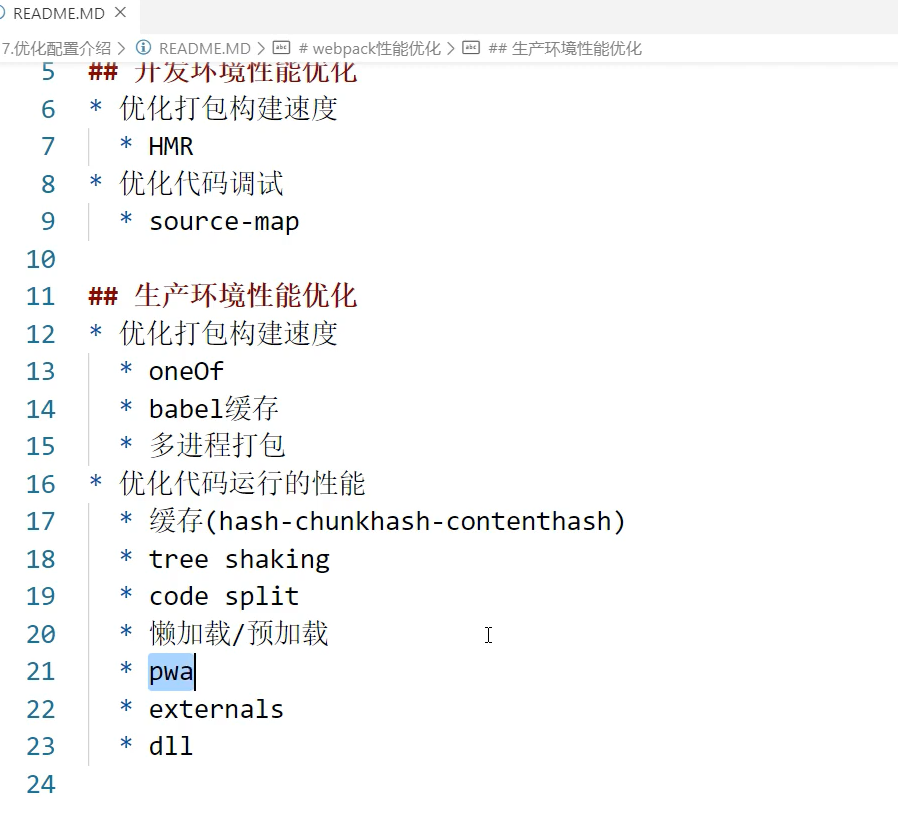 README.MD ×
7.优化配置介绍 > README.MD > # webpack性能优化 > ## 生产环境性能优化
5 ## 开发环境性能优化
6 * 优化打包构建速度
7 * HMR
8 * 优化代码调试
9 * source-map
10
11 ## 生产环境性能优化
12 * 优化打包构建速度
13 * oneOf
14 * babel缓存
15 * 多进程打包
16 * 优化代码运行的性能
17 * 缓存(hash-chunkhash-contenthash)
18 * tree shaking
19 * code split
20 * 懒加载/预加载
21 * pwa
22 * externals
23 * dll
24